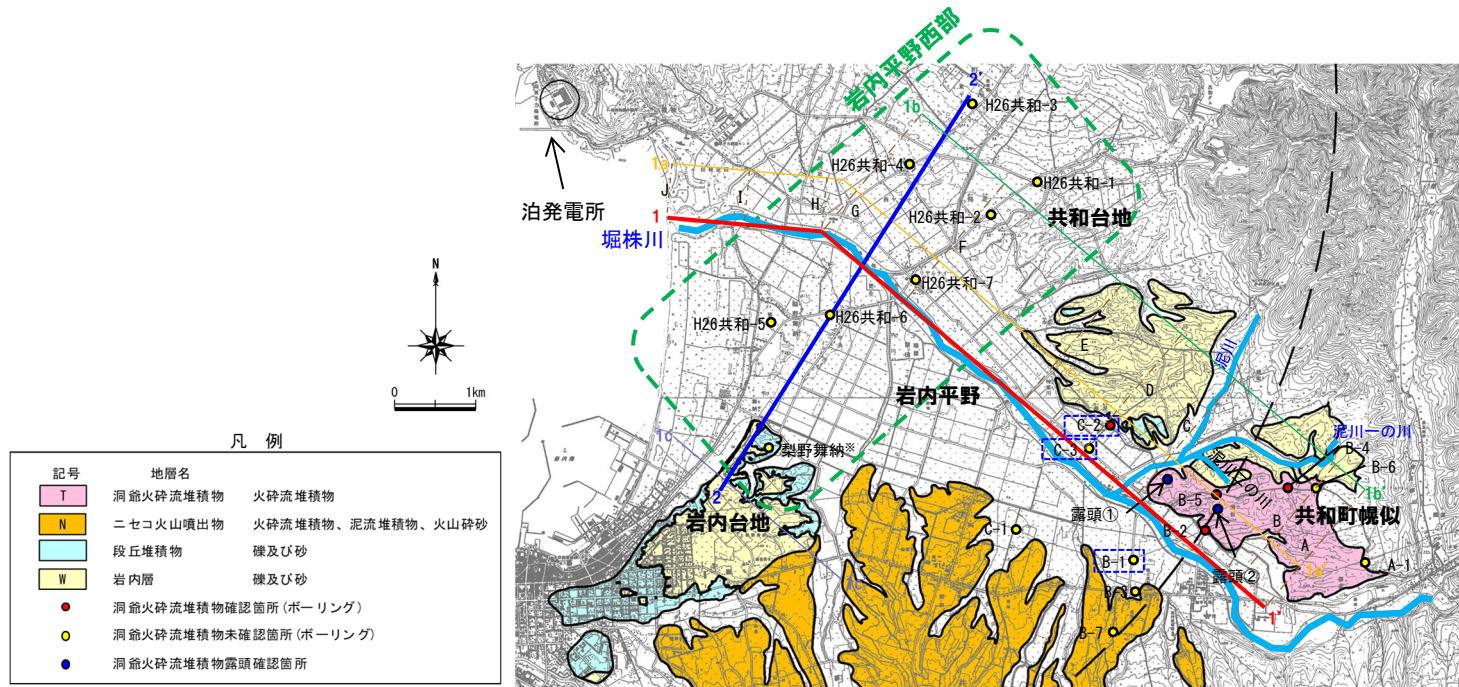 岩内平野西部
2'
1b
H26共和-3
H26共和-4
H26共和-1
1a
J
I
H
G
H26共和-2
共和台地
泊発電所
1
堀株川
F
H26共和-7
N
H26共和-5
H26共和-6
E
泥川
0
1km
岩内平野
D
1c
C-2
C
梨野舞納※
C-3
泥川一の川
B-4
B-6
2
B-5
1b'
岩内台地
露頭①
B
共和町幌似
C-1
B-2
A
B-1
A-1
1a'
露頭②
B-3
1'
B-7
凡 例
記号 地層名
T 洞爺火砕流堆積物 火砕流堆積物
N ニセコ火山噴出物 火砕流堆積物、泥流堆積物、火山砕砂
段丘堆積物 礫及び砂
W 岩内層 礫及び砂
洞爺火砕流堆積物確認箇所(ボーリング)
洞爺火砕流堆積物未確認箇所(ボーリング)
洞爺火砕流堆積物露頭確認箇所